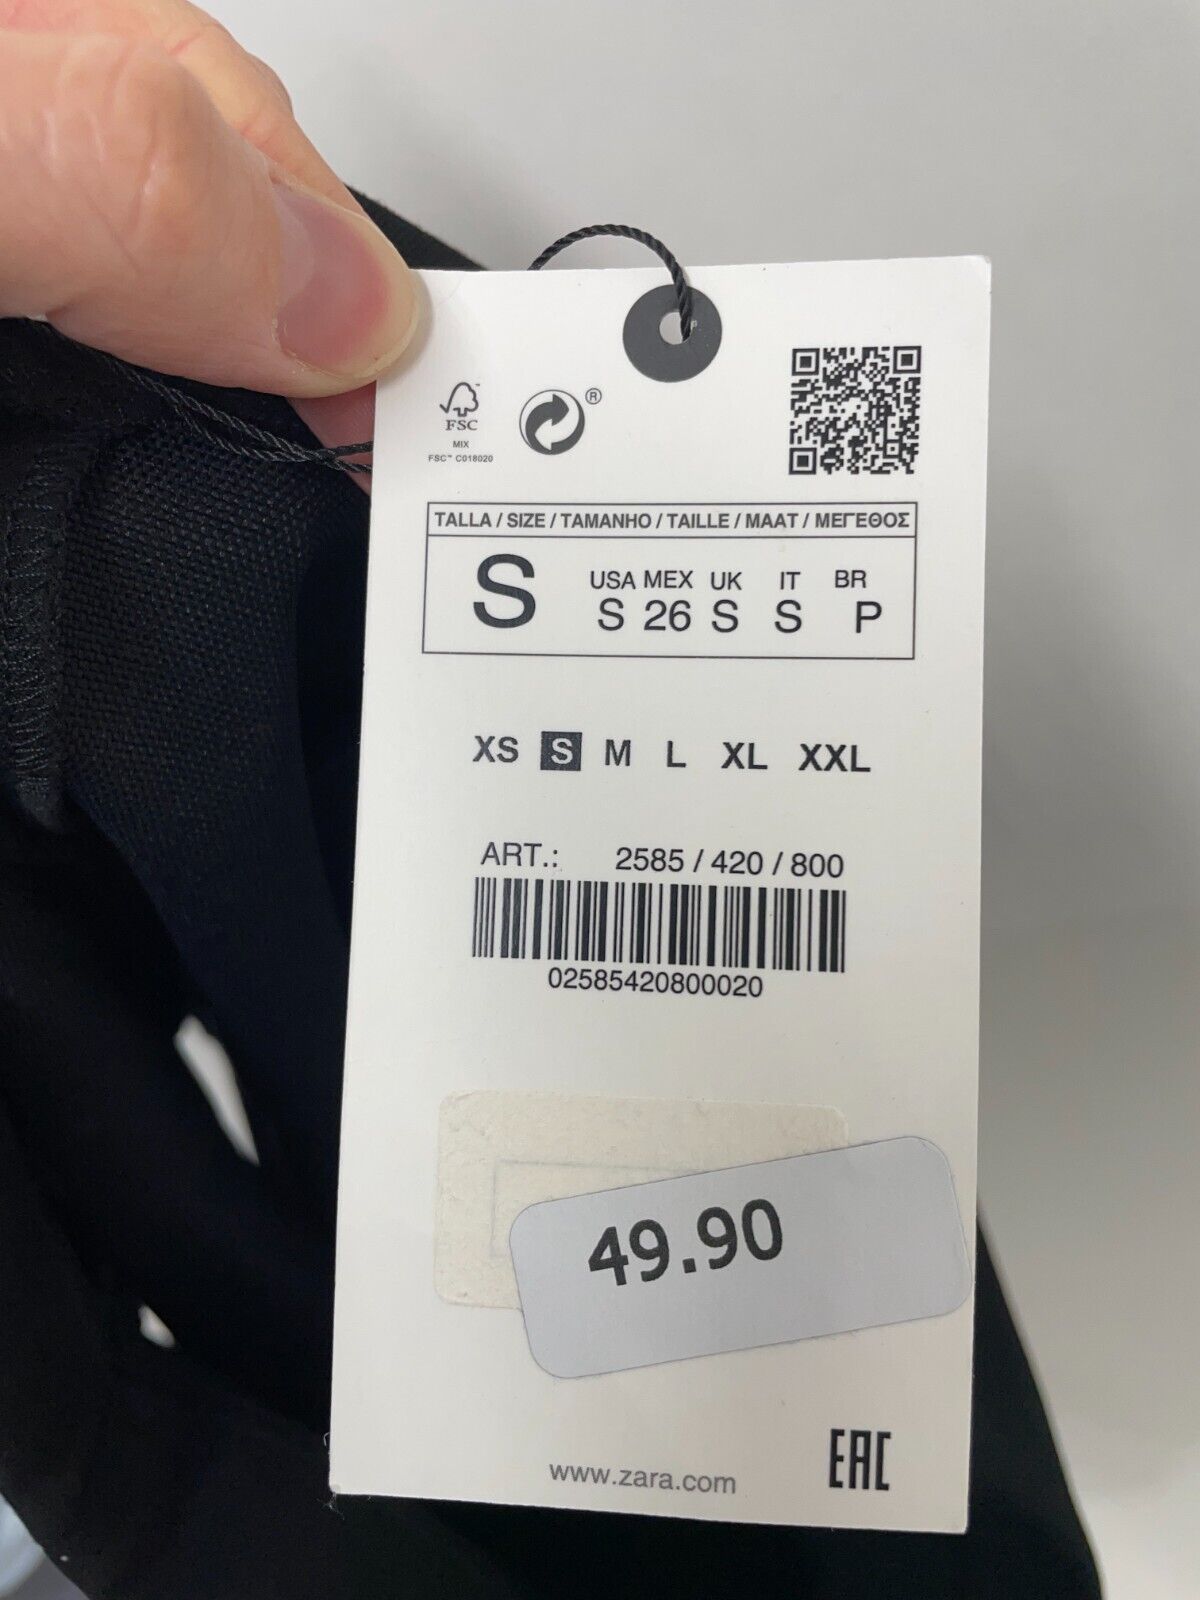 FSC
MIX
FSC™ C018020
®
TALLA / SIZE / TAMANHO / TAILLE / MAAT / ΜΕΓΕΘΟΣ
S
USA MEX UK IT BR
S 26 S S P
XS S M L XL XXL
ART.: 2585 / 420 / 800
02585420800020
49.90
www.zara.com
EAC